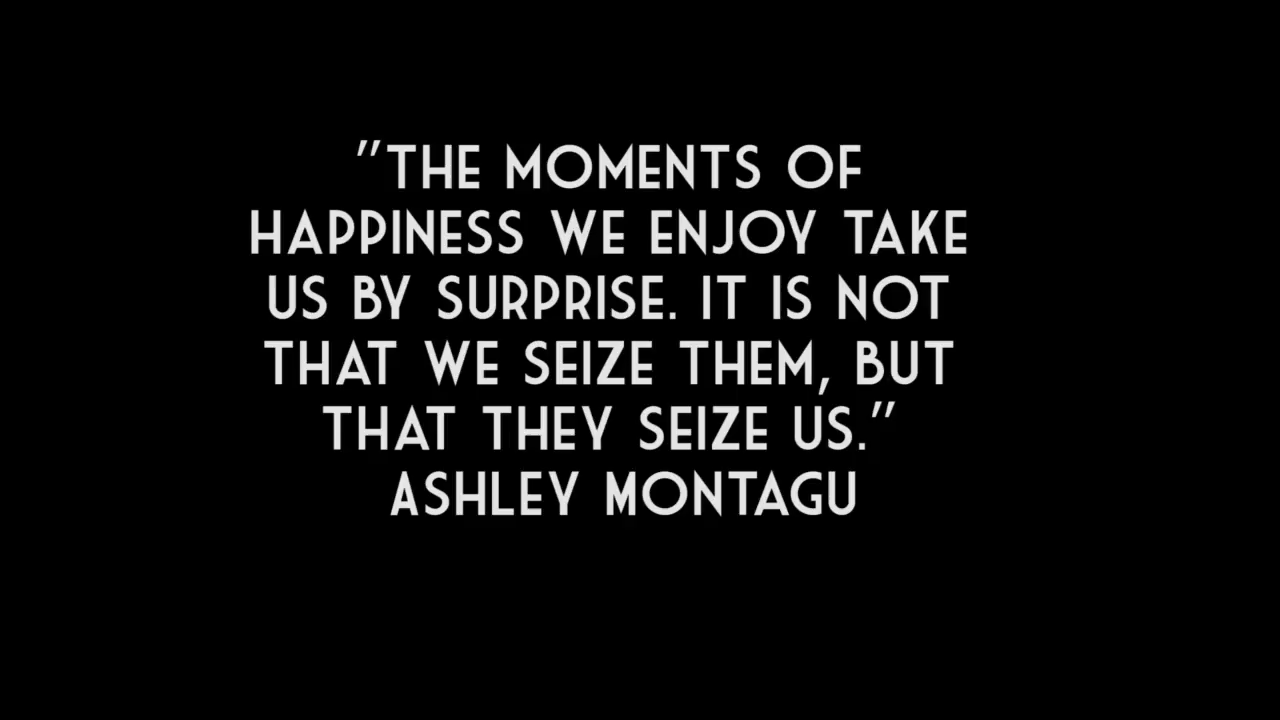 "THE MOMENTS OF
HAPPINESS WE ENJOY TAKE
US BY SURPRISE. IT IS NOT
THAT WE SEIZE THEM, BUT
THAT THEY SEIZE US."
ASHLEY MONTAGU